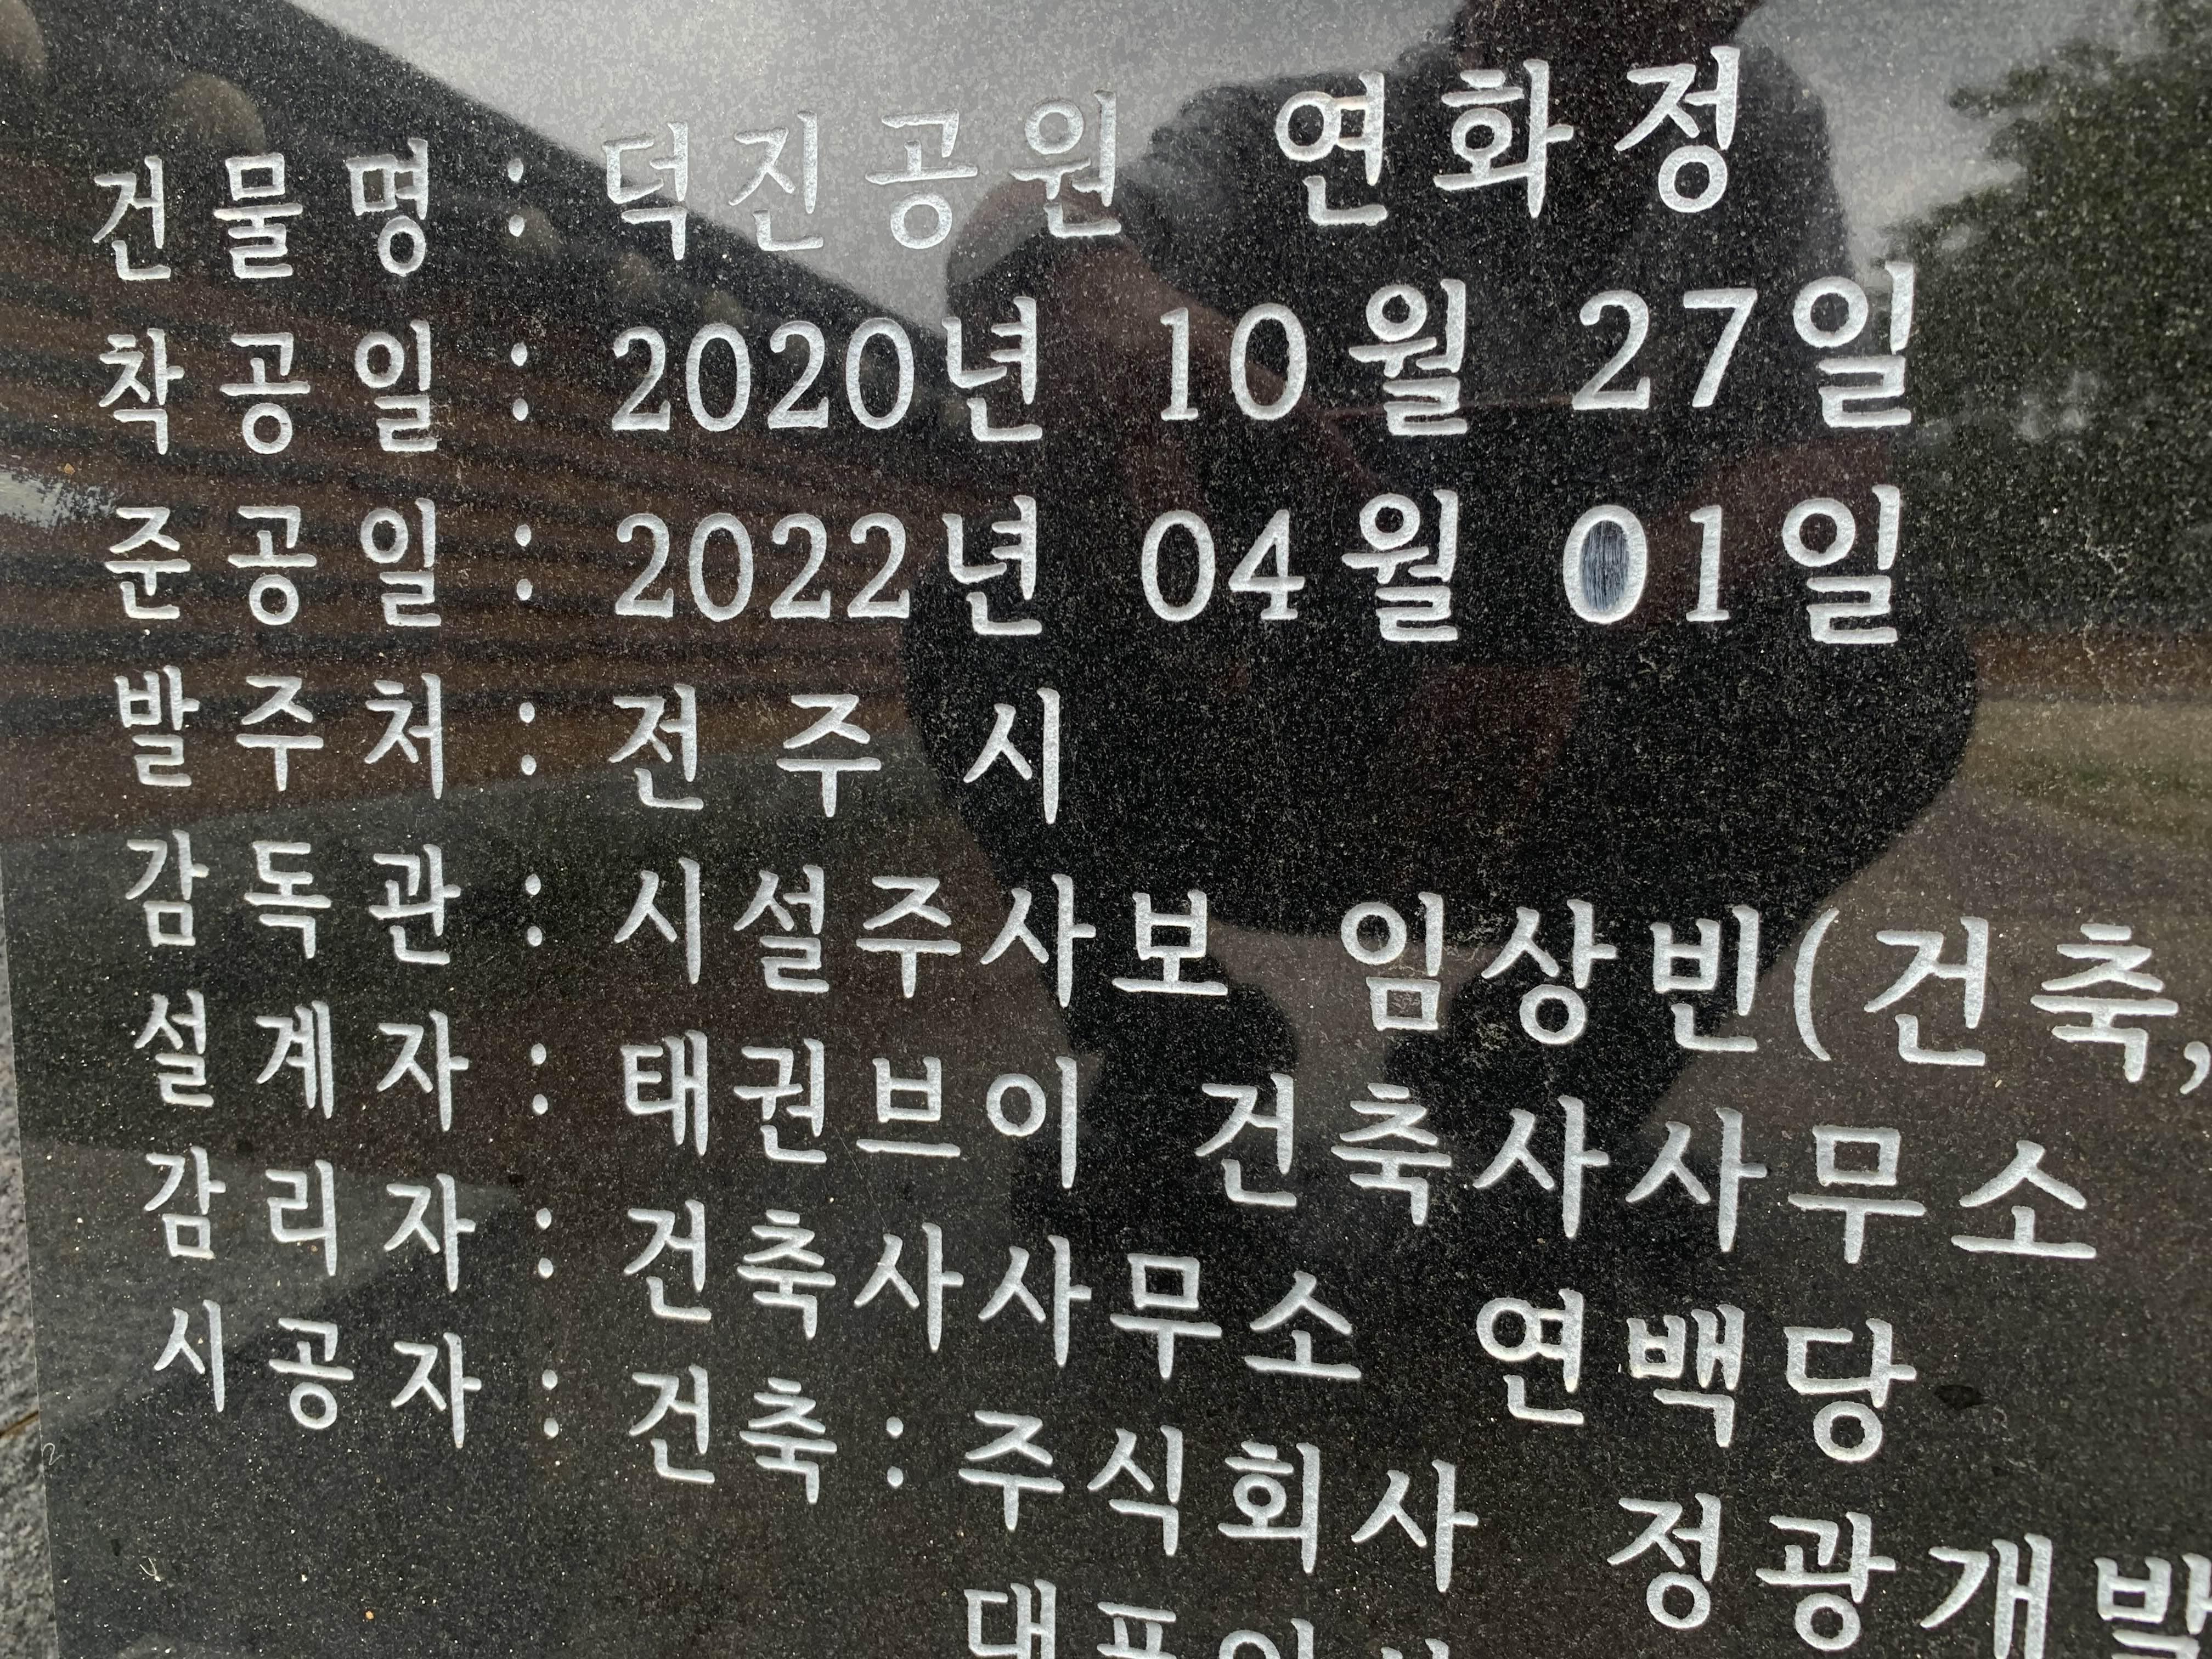 건물명 : 덕진공원 연화정
착공일 : 2020년 10월 27일
준공일 : 2022년 04월 01일
발주처 : 전 주 시
감독관 : 시설주사보 임상빈(건축,
설계자 : 태권브이 건축사사무소
감리자 : 건축사사무소 연백당
시공자 : 건축 : 주식회사 정광개발
대표이사